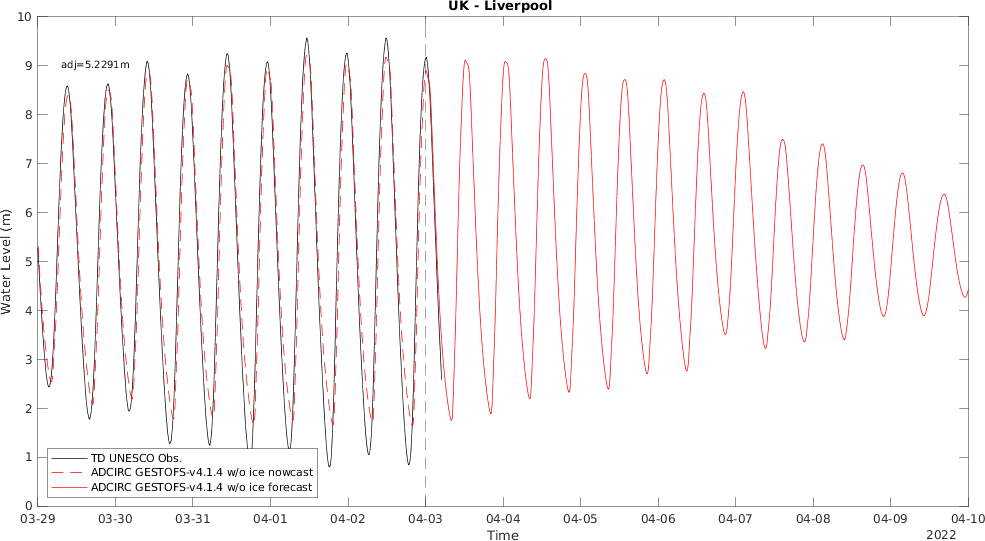 UK - Liverpool
10
9
8
7
6
5
4
3
2
1
0
Water Level (m)
adj=5.2291m
TD UNESCO Obs.
ADCIRC GESTOFS-v4.1.4 w/o ice nowcast
ADCIRC GESTOFS-v4.1.4 w/o ice forecast
03-29 03-30 03-31 04-01 04-02 04-03 04-04 04-05 04-06 04-07 04-08 04-09 04-10
Time
2022